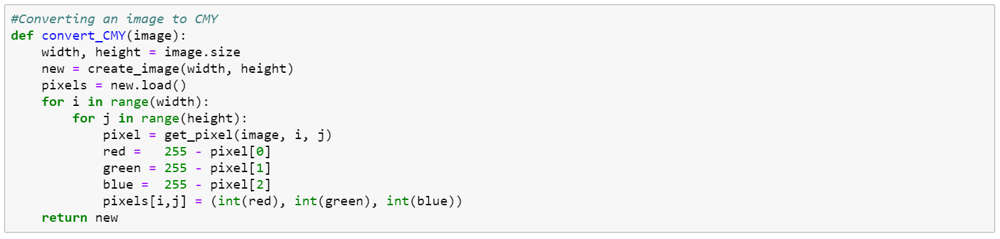 #Converting an image to CMY
def convert_CMY(image):
    width, height = image.size
    new = create_image(width, height)
    pixels = new.load()
    for i in range(width):
        for j in range(height):
            pixel = get_pixel(image, i, j)
            red =   255 - pixel[0]
            green = 255 - pixel[1]
            blue =  255 - pixel[2]
            pixels[i,j] = (int(red), int(green), int(blue))
    return new